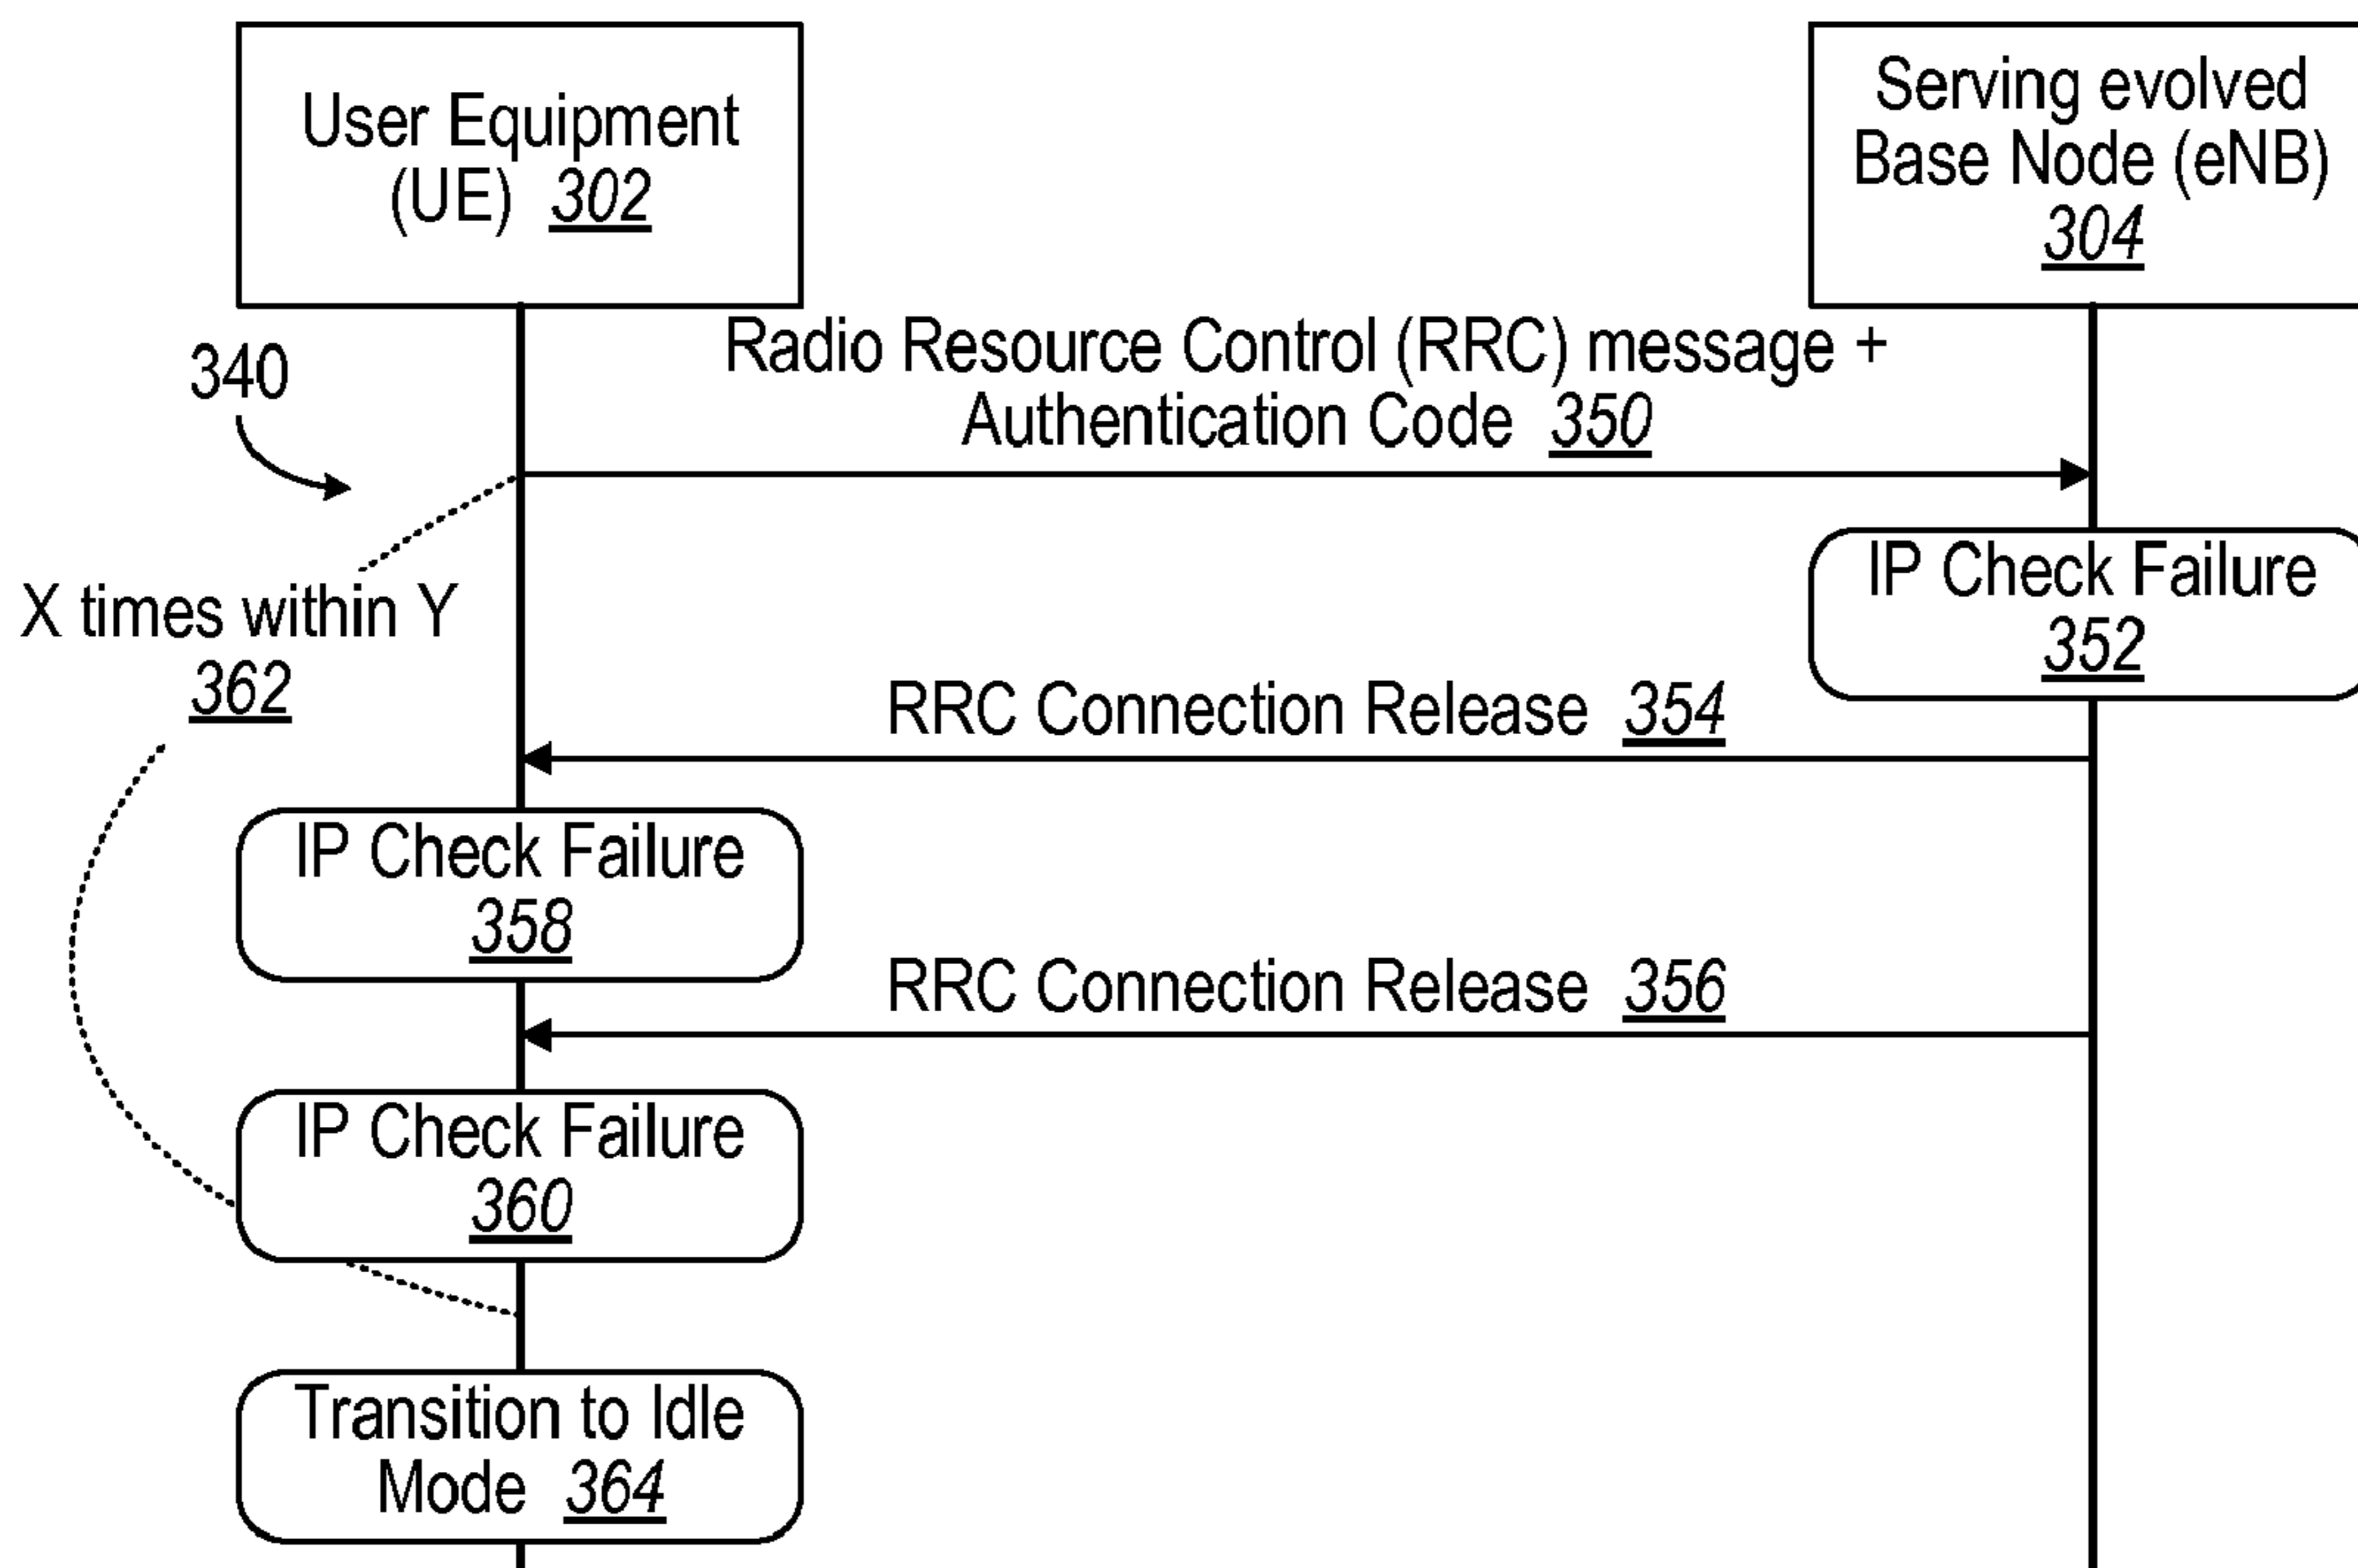 User Equipment
(UE) 302
Serving evolved
Base Node (eNB)
304
340
Radio Resource Control (RRC) message +
Authentication Code 350
IP Check Failure
352
X times within Y
362
RRC Connection Release 354
IP Check Failure
358
RRC Connection Release 356
IP Check Failure
360
Transition to Idle
Mode 364